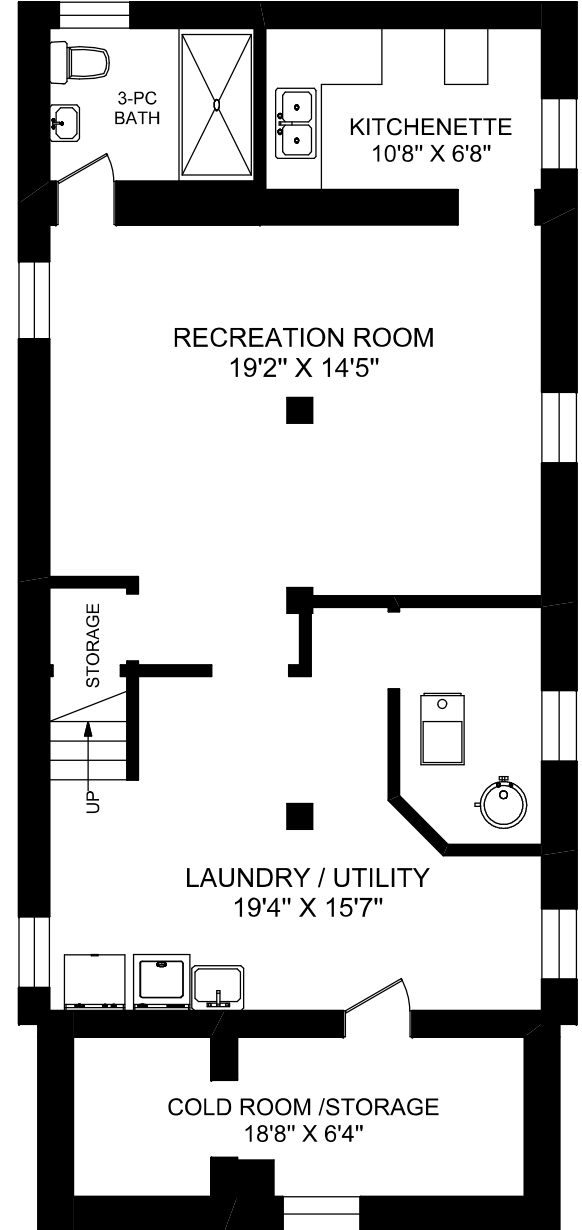 3-PC
BATH
KITCHENETTE
10'8" X 6'8"
RECREATION ROOM
19'2" X 14'5"
STORAGE
UP
LAUNDRY / UTILITY
19'4" X 15'7"
COLD ROOM /STORAGE
18'8" X 6'4"